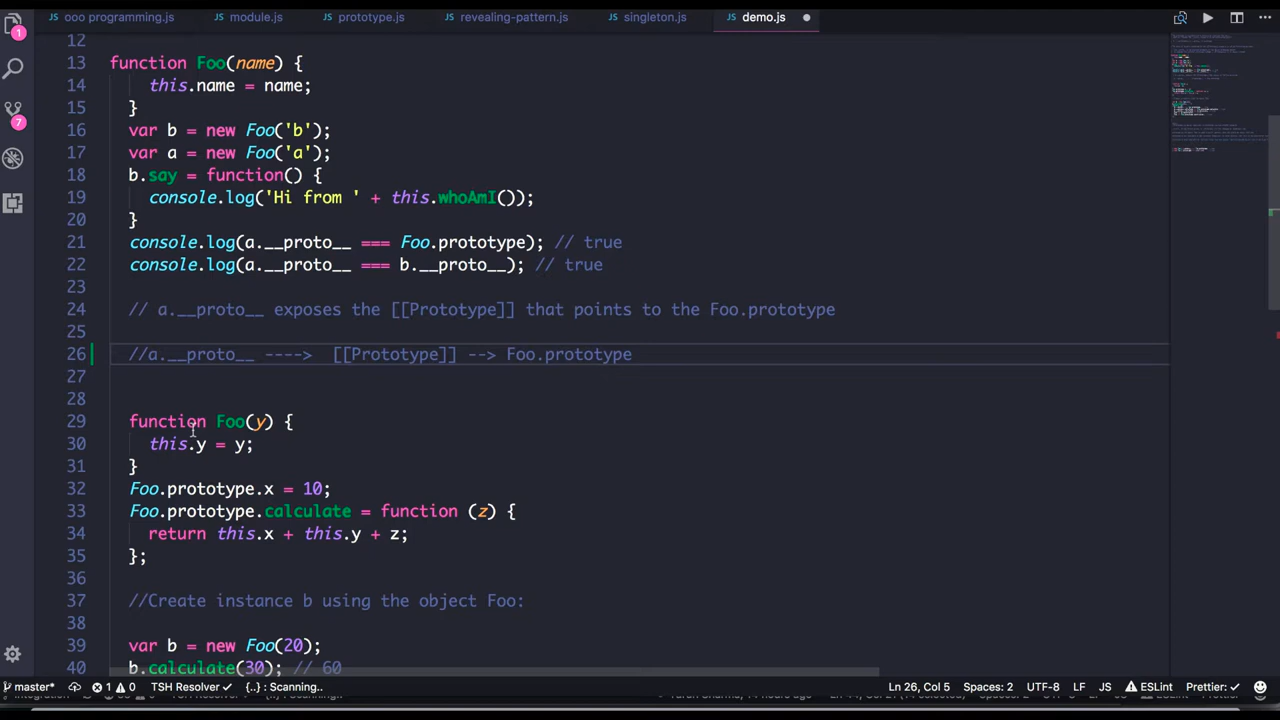 ooo programming.js module.js prototype.js revealing-pattern.js singleton.js demo.js
12
13 function Foo(name) {
14 this.name = name;
15 }
16 var b = new Foo('b');
17 var a = new Foo('a');
18 b.say = function() {
19 console.log('Hi from ' + this.whoAmI());
20 }
21 console.log(a.__proto__ === Foo.prototype); // true
22 console.log(a.__proto__ === b.__proto__); // true
23
24 // a.__proto__ exposes the [[Prototype]] that points to the Foo.prototype
25
26 //a.__proto__ ----> [[Prototype]] --> Foo.prototype
27
28
29 function Foo(y) {
30 this.y = y;
31 }
32 Foo.prototype.x = 10;
33 Foo.prototype.calculate = function (z) {
34 return this.x + this.y + z;
35 };
36
37 //Create instance b using the object Foo:
38
39 var b = new Foo(20);
40 b.calculate(30); // 60
1
7
master* 1 0 TSH Resolver ✓ {..} : Scanning.. Ln 26, Col 5 Spaces: 2 UTF-8 LF JS ESLint Prettier: ✓